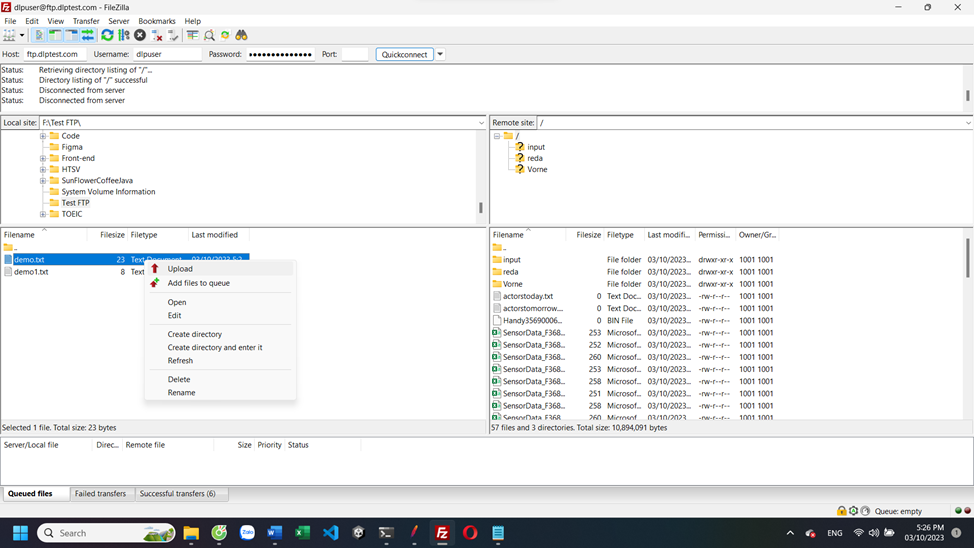 dlpuser@ftp.dlptest.com - FileZilla
File Edit View Transfer Server Bookmarks Help
Host: ftp.dlptest.com Username: dlpuser Password: ●●●●●●●●●●●●●● Port: Quickconnect
Status: Retrieving directory listing of "/"...
Status: Directory listing of "/" successful
Status: Disconnected from server
Status: Disconnected from server
Local site: F:\Test FTP\
Code
Figma
Front-end
HTSV
SunFlowerCoffeeJava
System Volume Information
Test FTP
TOEIC
Remote site: /
/
input
reda
Vorne
Filename Filesize Filetype Last modified
..
demo.txt 23 Text Document 03/10/2023 5:2...
demo1.txt 8 Text
Upload
Add files to queue
Open
Edit
Create directory
Create directory and enter it
Refresh
Delete
Rename
Selected 1 file. Total size: 23 bytes
Filename Filesize Filetype Last modifi... Permissi... Owner/Gr...
..
input File folder 03/10/2023... drwxr-xr-x 1001 1001
reda File folder 03/10/2023... drwxr-xr-x 1001 1001
Vorne File folder 03/10/2023... drwxr-xr-x 1001 1001
actorstoday.txt 0 Text Doc... 03/10/2023... -rw-r--r-- 1001 1001
actorstomorrow.... 0 Text Doc... 03/10/2023... -rw-r--r-- 1001 1001
Handy35690006... 0 BIN File 03/10/2023... -rw-r--r-- 1001 1001
SensorData_F368... 253 Microsof... 03/10/2023... -rw-r--r-- 1001 1001
SensorData_F368... 252 Microsof... 03/10/2023... -rw-r--r-- 1001 1001
SensorData_F368... 260 Microsof... 03/10/2023... -rw-r--r-- 1001 1001
SensorData_F368... 253 Microsof... 03/10/2023... -rw-r--r-- 1001 1001
SensorData_F368... 258 Microsof... 03/10/2023... -rw-r--r-- 1001 1001
SensorData_F368... 251 Microsof... 03/10/2023... -rw-r--r-- 1001 1001
SensorData_F368... 258 Microsof... 03/10/2023... -rw-r--r-- 1001 1001
SensorData_F368... 260 Microsof... 03/10/2023... -rw-r--r-- 1001 1001
57 files and 3 directories. Total size: 10,894,091 bytes
Server/Local file Direc... Remote file Size Priority Status
Queued files Failed transfers Successful transfers (6)
Queue: empty
Search
Zalo
ENG
5:26 PM
03/10/2023